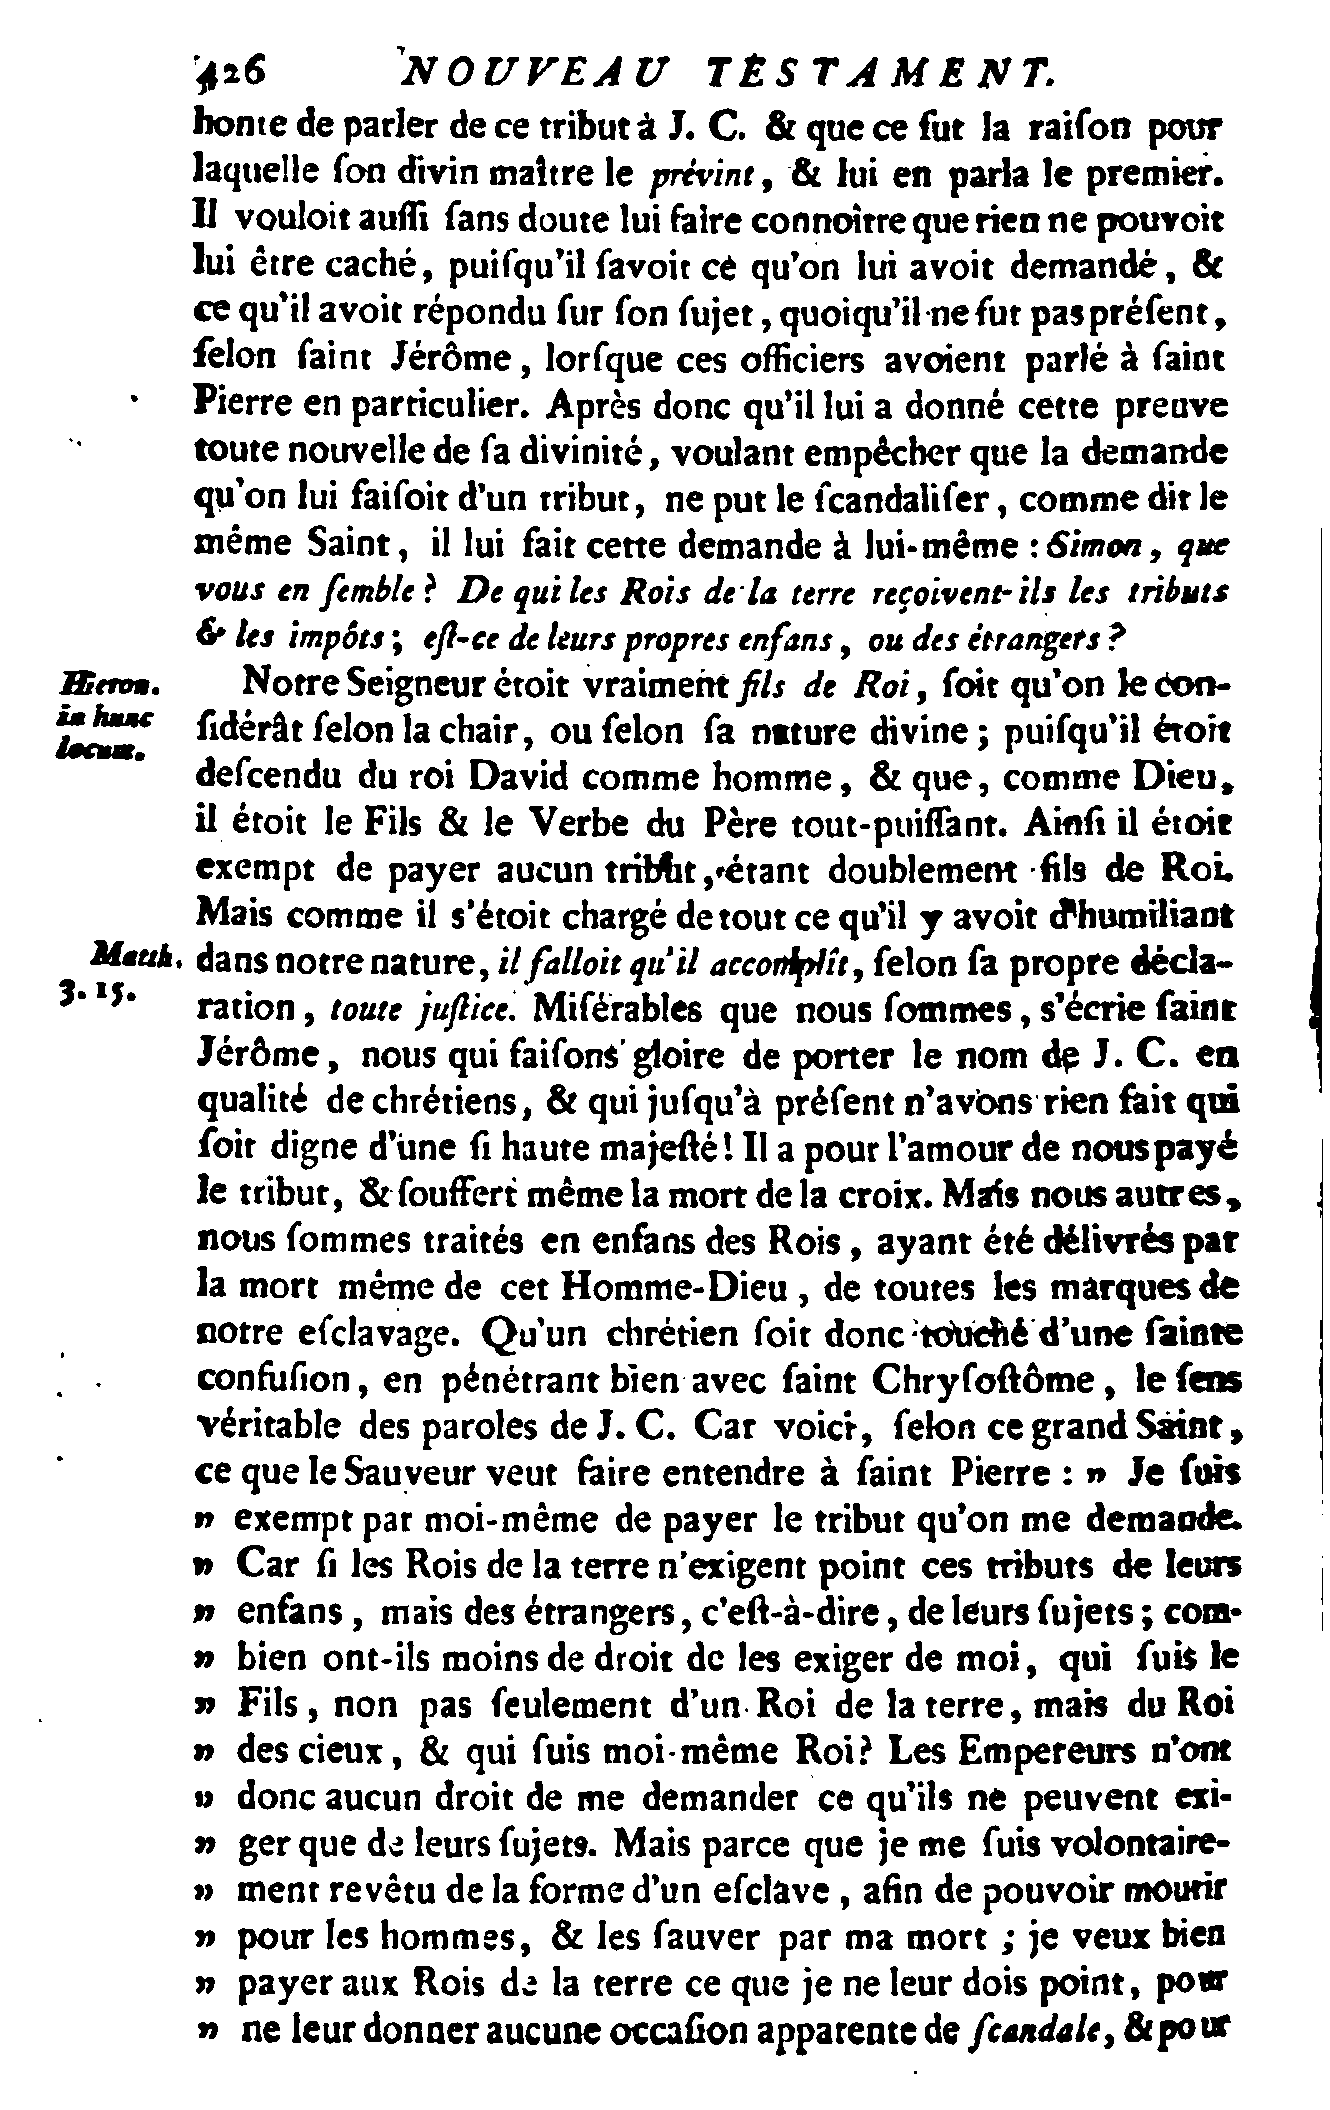 426 NOUVEAU TESTAMENT.
honte de parler de ce tribut à J. C. & que ce fut la raiſon pour
laquelle ſon divin maître le prévint, & lui en parla le premier.
Il vouloit auſſi ſans doute lui faire connoître que rien ne pouvoit
lui être caché, puiſqu'il ſavoit ce qu'on lui avoit demandé, &
ce qu'il avoit répondu ſur ſon ſujet, quoiqu'il ne fut pas préſent,
ſelon ſaint Jérôme, lorſque ces officiers avoient parlé à ſaint
Pierre en particulier. Après donc qu'il lui a donné cette preuve
toute nouvelle de ſa divinité, voulant empêcher que la demande
qu'on lui faiſoit d'un tribut, ne put le ſcandaliſer, comme dit le
même Saint, il lui fait cette demande à lui-même : Simon, que
vous en ſemble ? De qui les Rois de la terre reçoivent-ils les tributs
& les impôts ; eſt-ce de leurs propres enfans, ou des étrangers ?
Hieron. in hunc locum.
Notre Seigneur étoit vraiment fils de Roi, ſoit qu'on le con-
ſidérât ſelon la chair, ou ſelon ſa nature divine ; puiſqu'il étoit
deſcendu du roi David comme homme, & que, comme Dieu,
il étoit le Fils & le Verbe du Père tout-puiſſant. Ainſi il étoit
exempt de payer aucun tribut, étant doublement fils de Roi.
Mais comme il s'étoit chargé de tout ce qu'il y avoit d'humiliant
Matth. 3. 15.
dans notre nature, il falloit qu'il accomplît, ſelon ſa propre décla-
ration, toute juſtice. Miſérables que nous ſommes, s'écrie ſaint
Jérôme, nous qui faiſons gloire de porter le nom de J. C. en
qualité de chrétiens, & qui juſqu'à préſent n'avons rien fait qui
ſoit digne d'une ſi haute majeſté ! Il a pour l'amour de nous payé
le tribut, & ſouffert même la mort de la croix. Mais nous autres,
nous ſommes traités en enfans des Rois, ayant été délivrés par
la mort même de cet Homme-Dieu, de toutes les marques de
notre eſclavage. Qu'un chrétien ſoit donc touché d'une ſainte
confuſion, en pénétrant bien avec ſaint Chryſoſtôme, le ſens
véritable des paroles de J. C. Car voici, ſelon ce grand Saint,
ce que le Sauveur veut faire entendre à ſaint Pierre : » Je ſuis
» exempt par moi-même de payer le tribut qu'on me demande.
» Car ſi les Rois de la terre n'exigent point ces tributs de leurs
» enfans, mais des étrangers, c'eſt-à-dire, de leurs ſujets ; com-
» bien ont-ils moins de droit de les exiger de moi, qui ſuis le
» Fils, non pas ſeulement d'un Roi de la terre, mais du Roi
» des cieux, & qui ſuis moi-même Roi ? Les Empereurs n'ont
» donc aucun droit de me demander ce qu'ils ne peuvent exi-
» ger que de leurs ſujets. Mais parce que je me ſuis volontaire-
» ment revêtu de la forme d'un eſclave, afin de pouvoir mourir
» pour les hommes, & les ſauver par ma mort ; je veux bien
» payer aux Rois de la terre ce que je ne leur dois point, pour
» ne leur donner aucune occaſion apparente de ſcandale, & pour